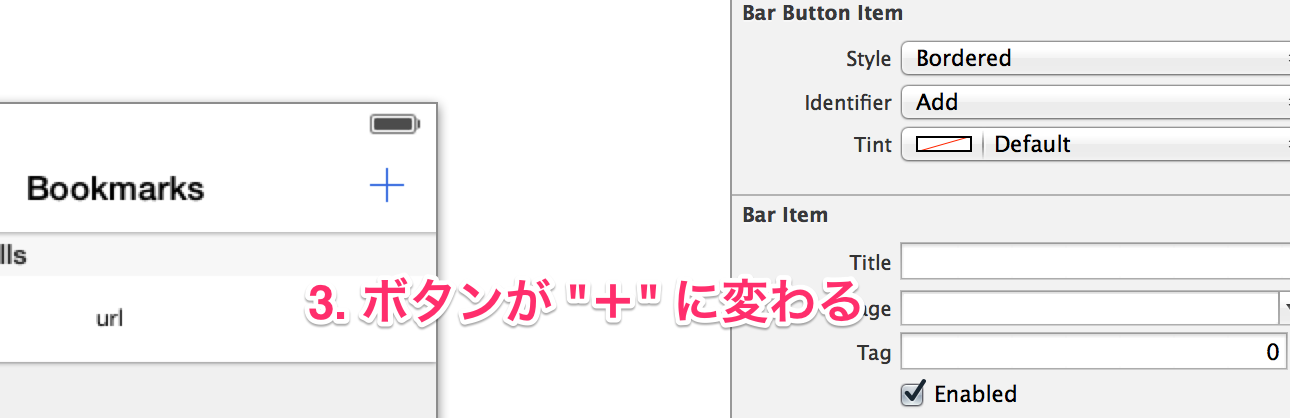 Bar Button Item
Style Bordered
Identifier Add
Tint Default
Bookmarks
Bar Item
lls
Title
3. ボタンが "＋" に変わる
age
url
Tag 0
Enabled